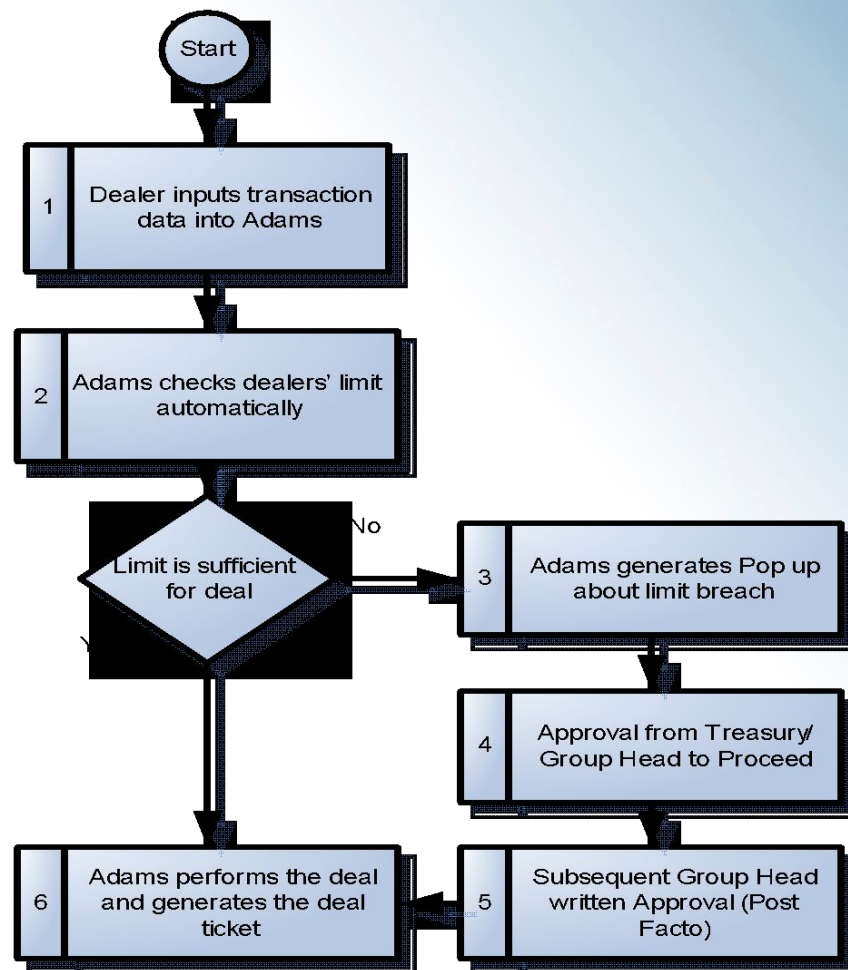 Start
1
Dealer inputs transaction
data into Adams
2
Adams checks dealers’ limit
automatically
Limit is sufficient
for deal
No
3
Adams generates Pop up
about limit breach
4
Approval from Treasury/
Group Head to Proceed
5
Subsequent Group Head
written Approval (Post
Facto)
6
Adams performs the deal
and generates the deal
ticket